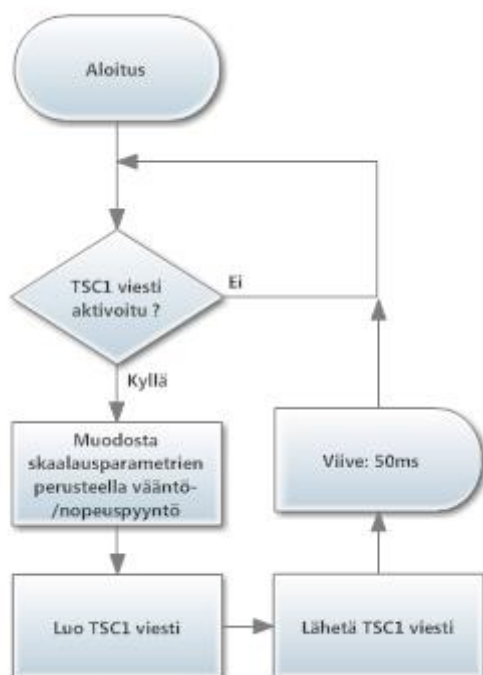 Aloitus
TSC1 viesti
aktivoitu ?
Ei
Kyllä
Muodosta
skaalausparametrien
perusteella vääntö-
/nopeuspyyntö
Viive: 50ms
Luo TSC1 viesti
Lähetä TSC1 viesti